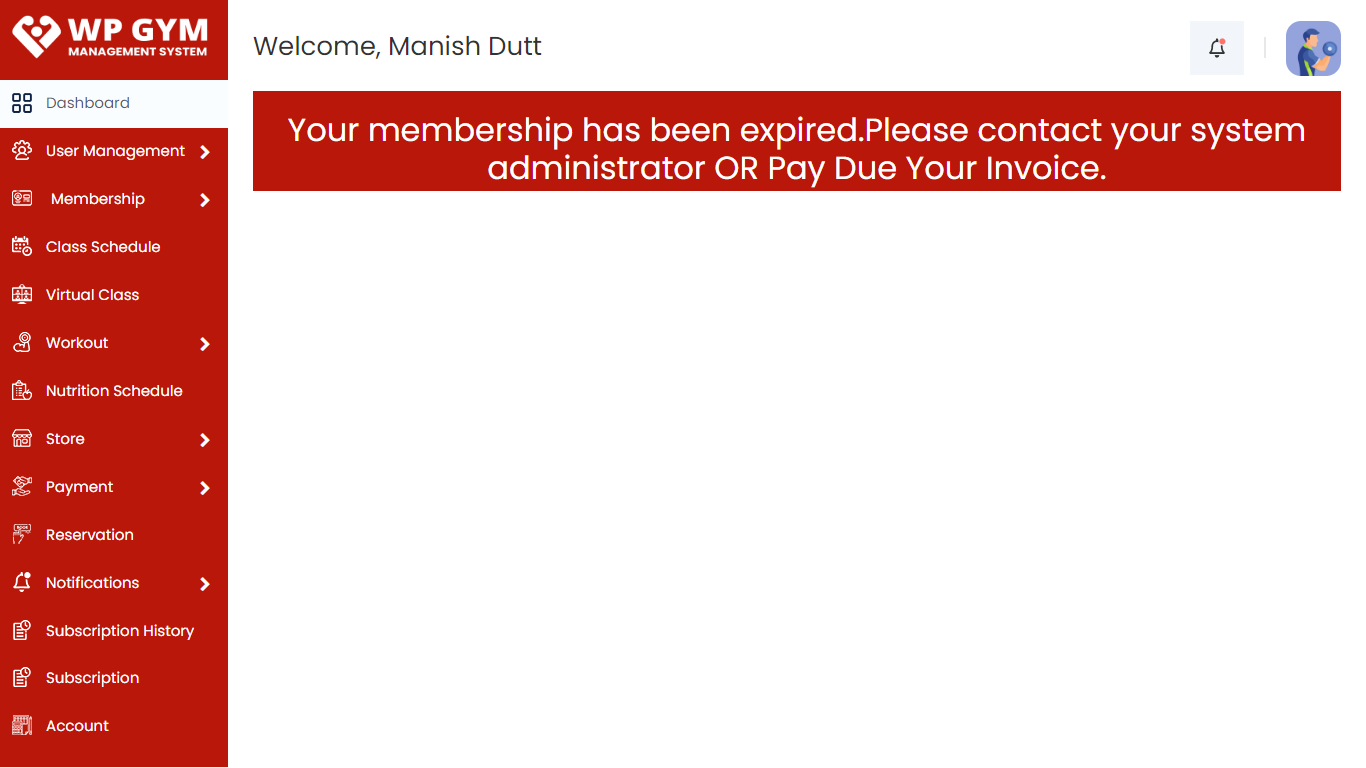 WP GYM
MANAGEMENT SYSTEM
Welcome, Manish Dutt
Dashboard
User Management
Membership
Class Schedule
Virtual Class
Workout
Nutrition Schedule
Store
Payment
Reservation
Notifications
Subscription History
Subscription
Account
Your membership has been expired.Please contact your system
administrator OR Pay Due Your Invoice.